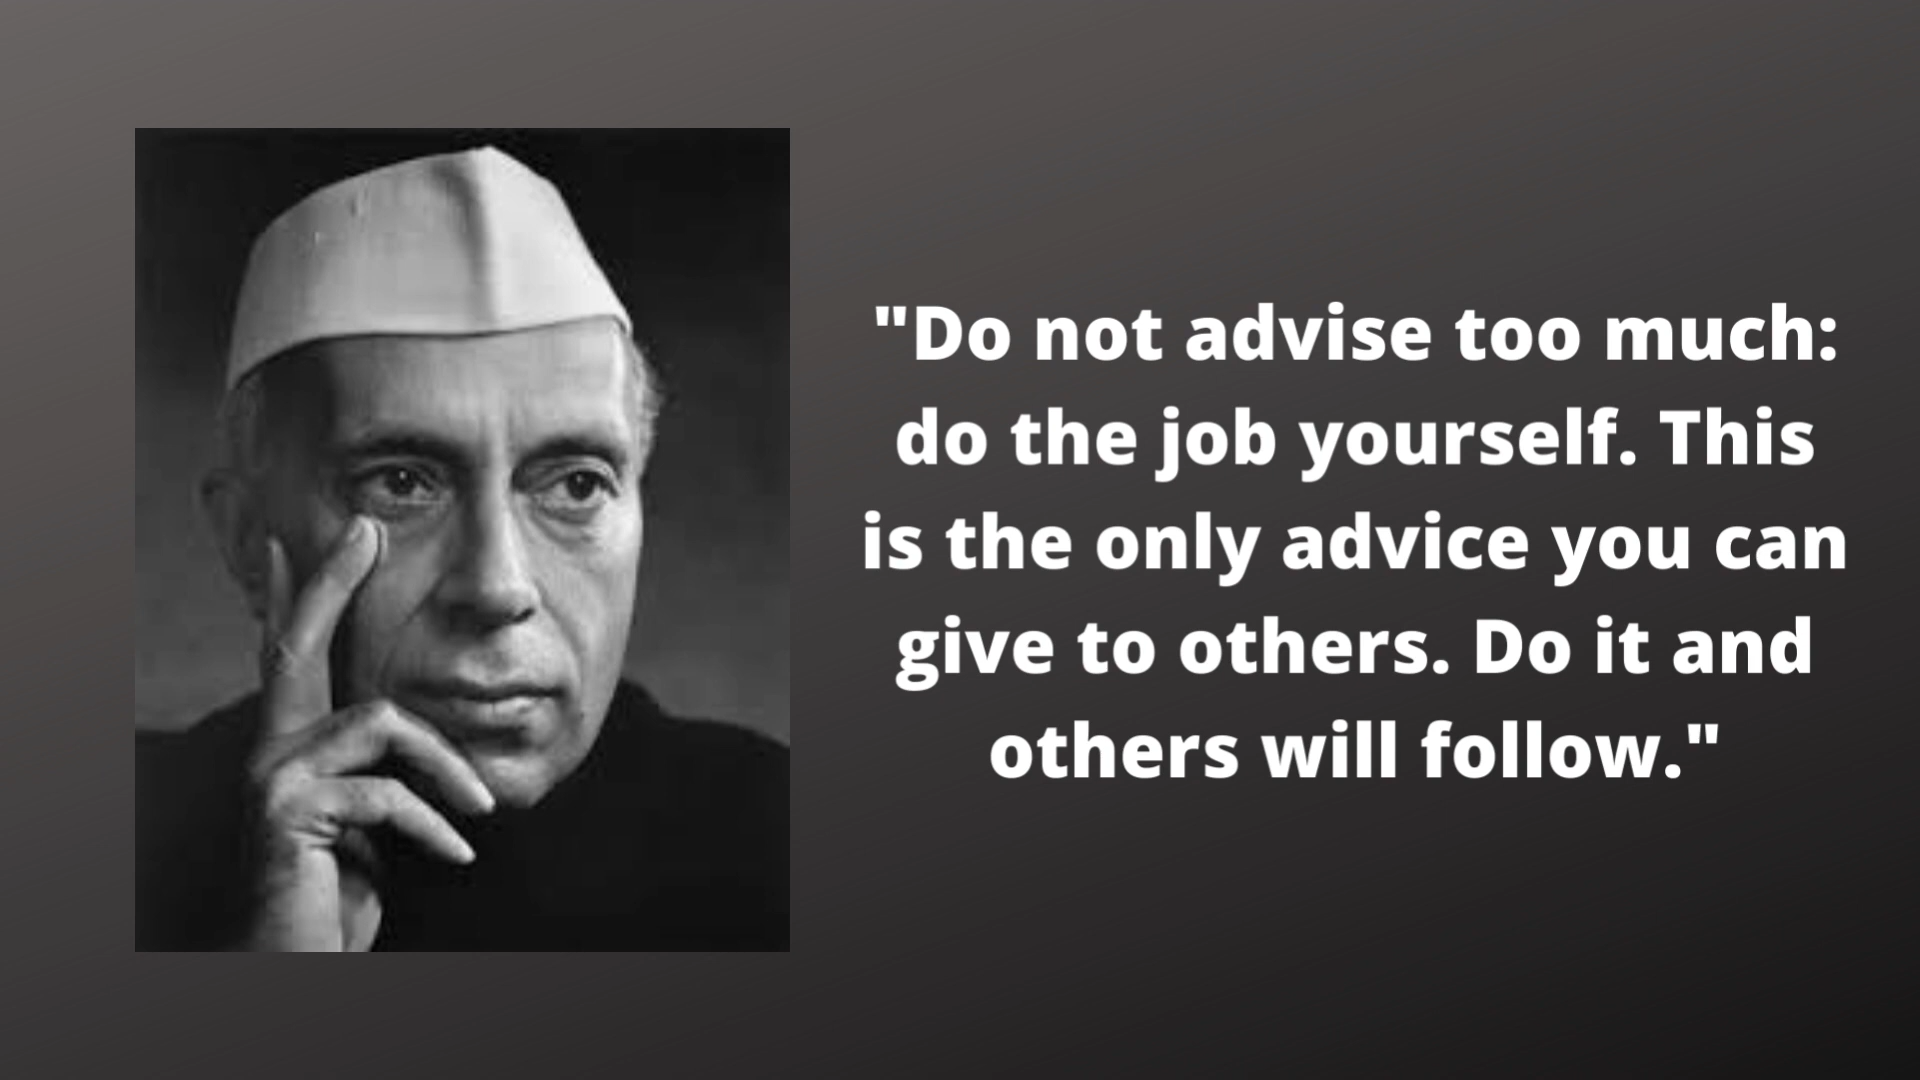 "Do not advise too much:
do the job yourself. This
is the only advice you can
give to others. Do it and
others will follow."